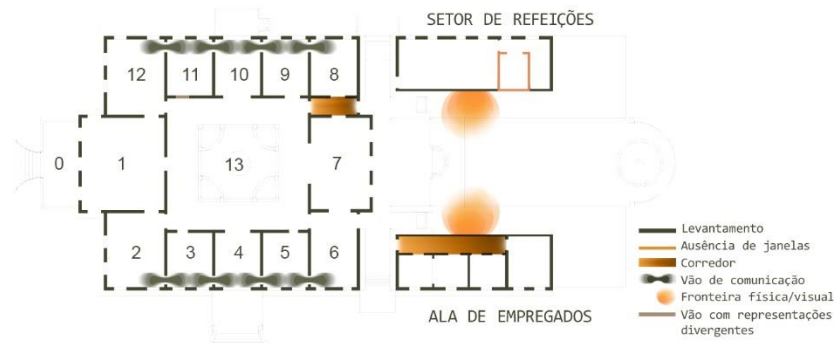 SETOR DE REFEIÇÕES
12 11 10 9 8
0 1 13 7
2 3 4 5 6
Levantamento
Ausência de janelas
Corredor
Vão de comunicação
Fronteira física/visual
Vão com representações
divergentes
ALA DE EMPREGADOS